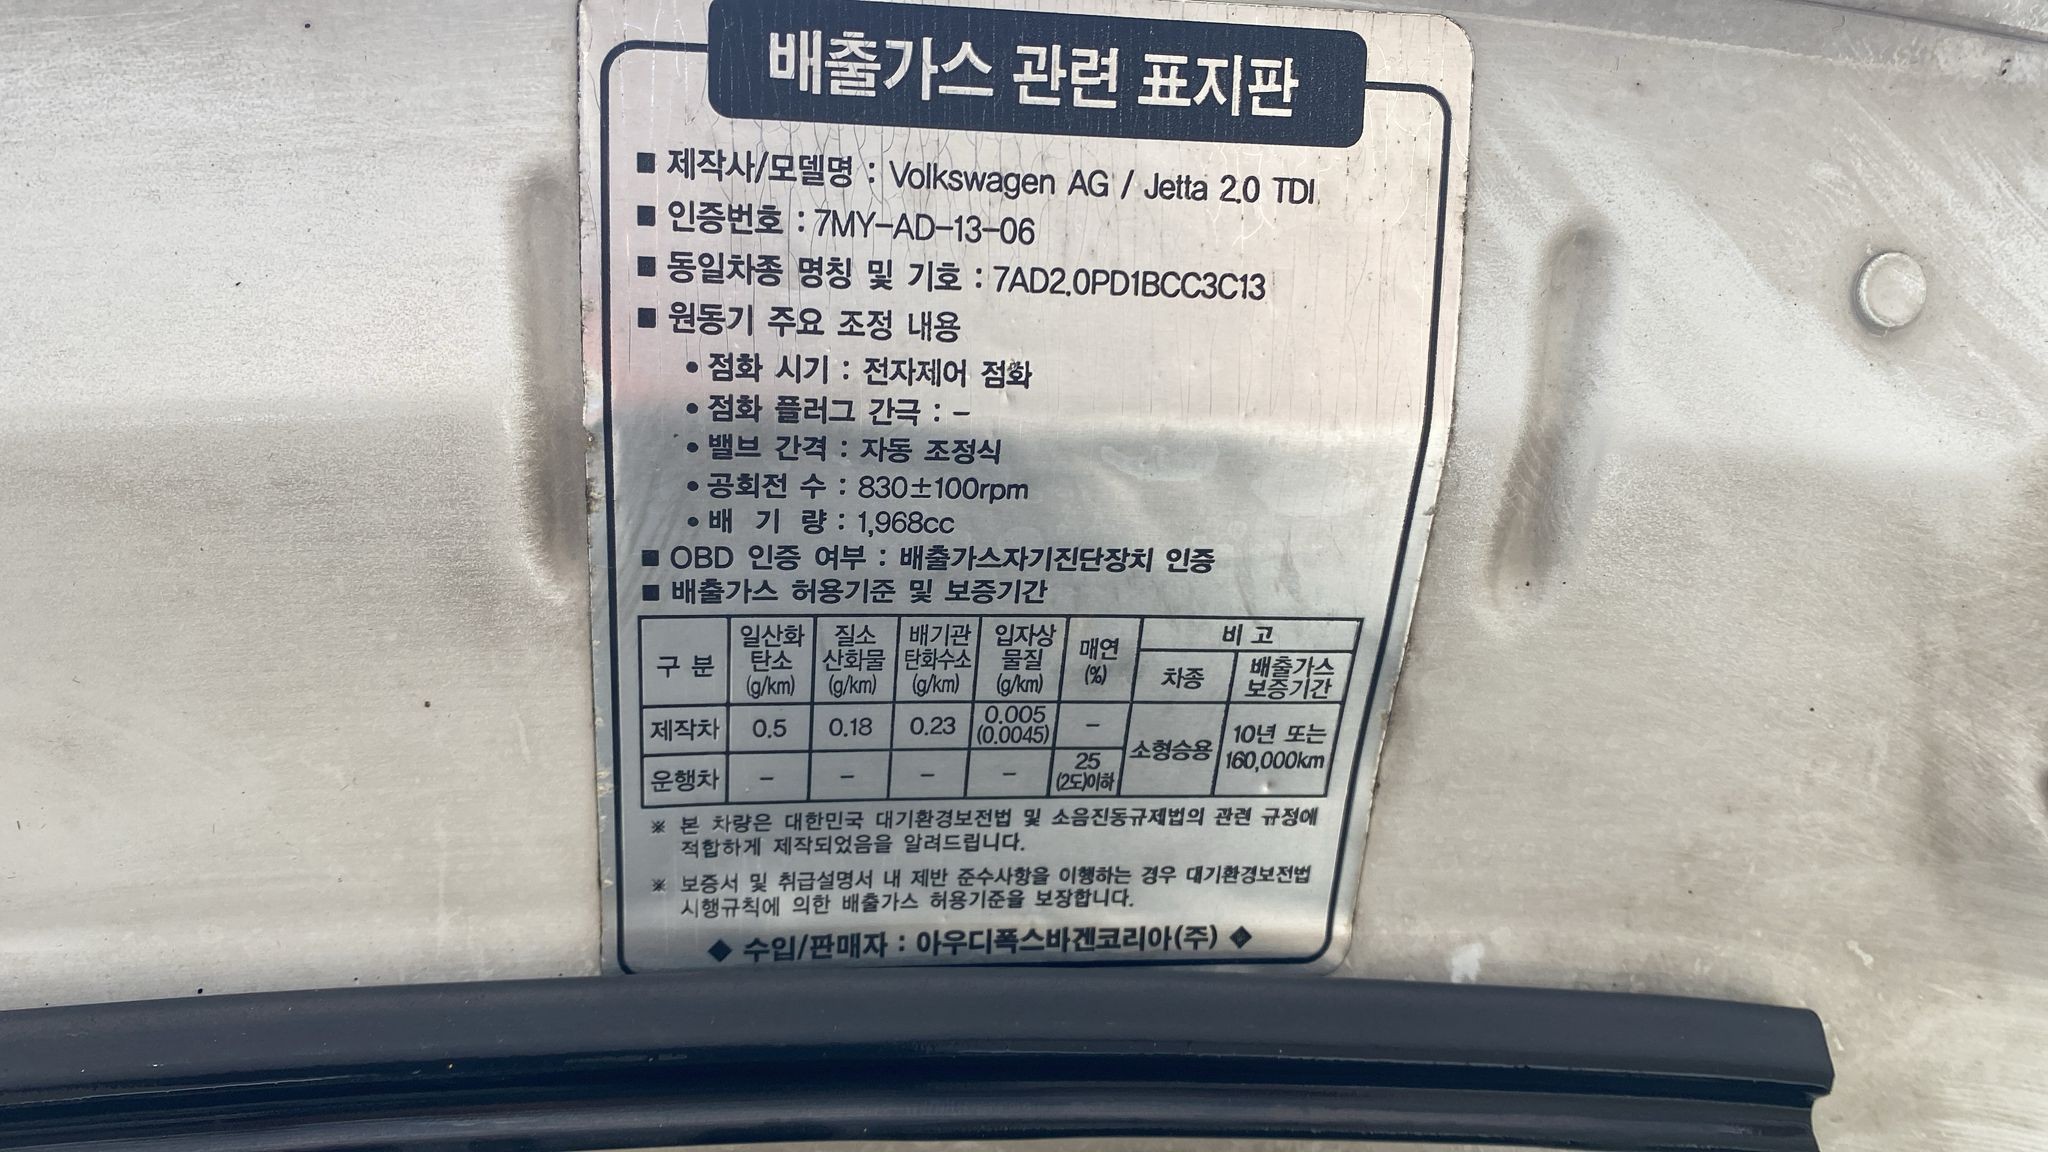 배출가스 관련 표지판
■ 제작사/모델명 : Volkswagen AG / Jetta 2.0 TDI
■ 인증번호 : 7MY-AD-13-06
■ 동일차종 명칭 및 기호 : 7AD2.0PD1BCC3C13
■ 원동기 주요 조정 내용
• 점화 시기 : 전자제어 점화
• 점화 플러그 간극 : -
• 밸브 간격 : 자동 조정식
• 공회전 수 : 830±100rpm
• 배 기 량 : 1,968cc
■ OBD 인증 여부 : 배출가스자기진단장치 인증
■ 배출가스 허용기준 및 보증기간
구 분 일산화탄소 (g/km) 질소산화물 (g/km) 배기관탄화수소 (g/km) 입자상물질 (g/km) 매연 (%) 비 고
차종 배출가스 보증기간
제작차 0.5 0.18 0.23 0.005 (0.0045) - 소형승용 10년 또는 160,000km
운행차 - - - - 25 (2도)이하
※ 본 차량은 대한민국 대기환경보전법 및 소음진동규제법의 관련 규정에
적합하게 제작되었음을 알려드립니다.
※ 보증서 및 취급설명서 내 제반 준수사항을 이행하는 경우 대기환경보전법
시행규칙에 의한 배출가스 허용기준을 보장합니다.
◆ 수입/판매자 : 아우디폭스바겐코리아(주) ◆